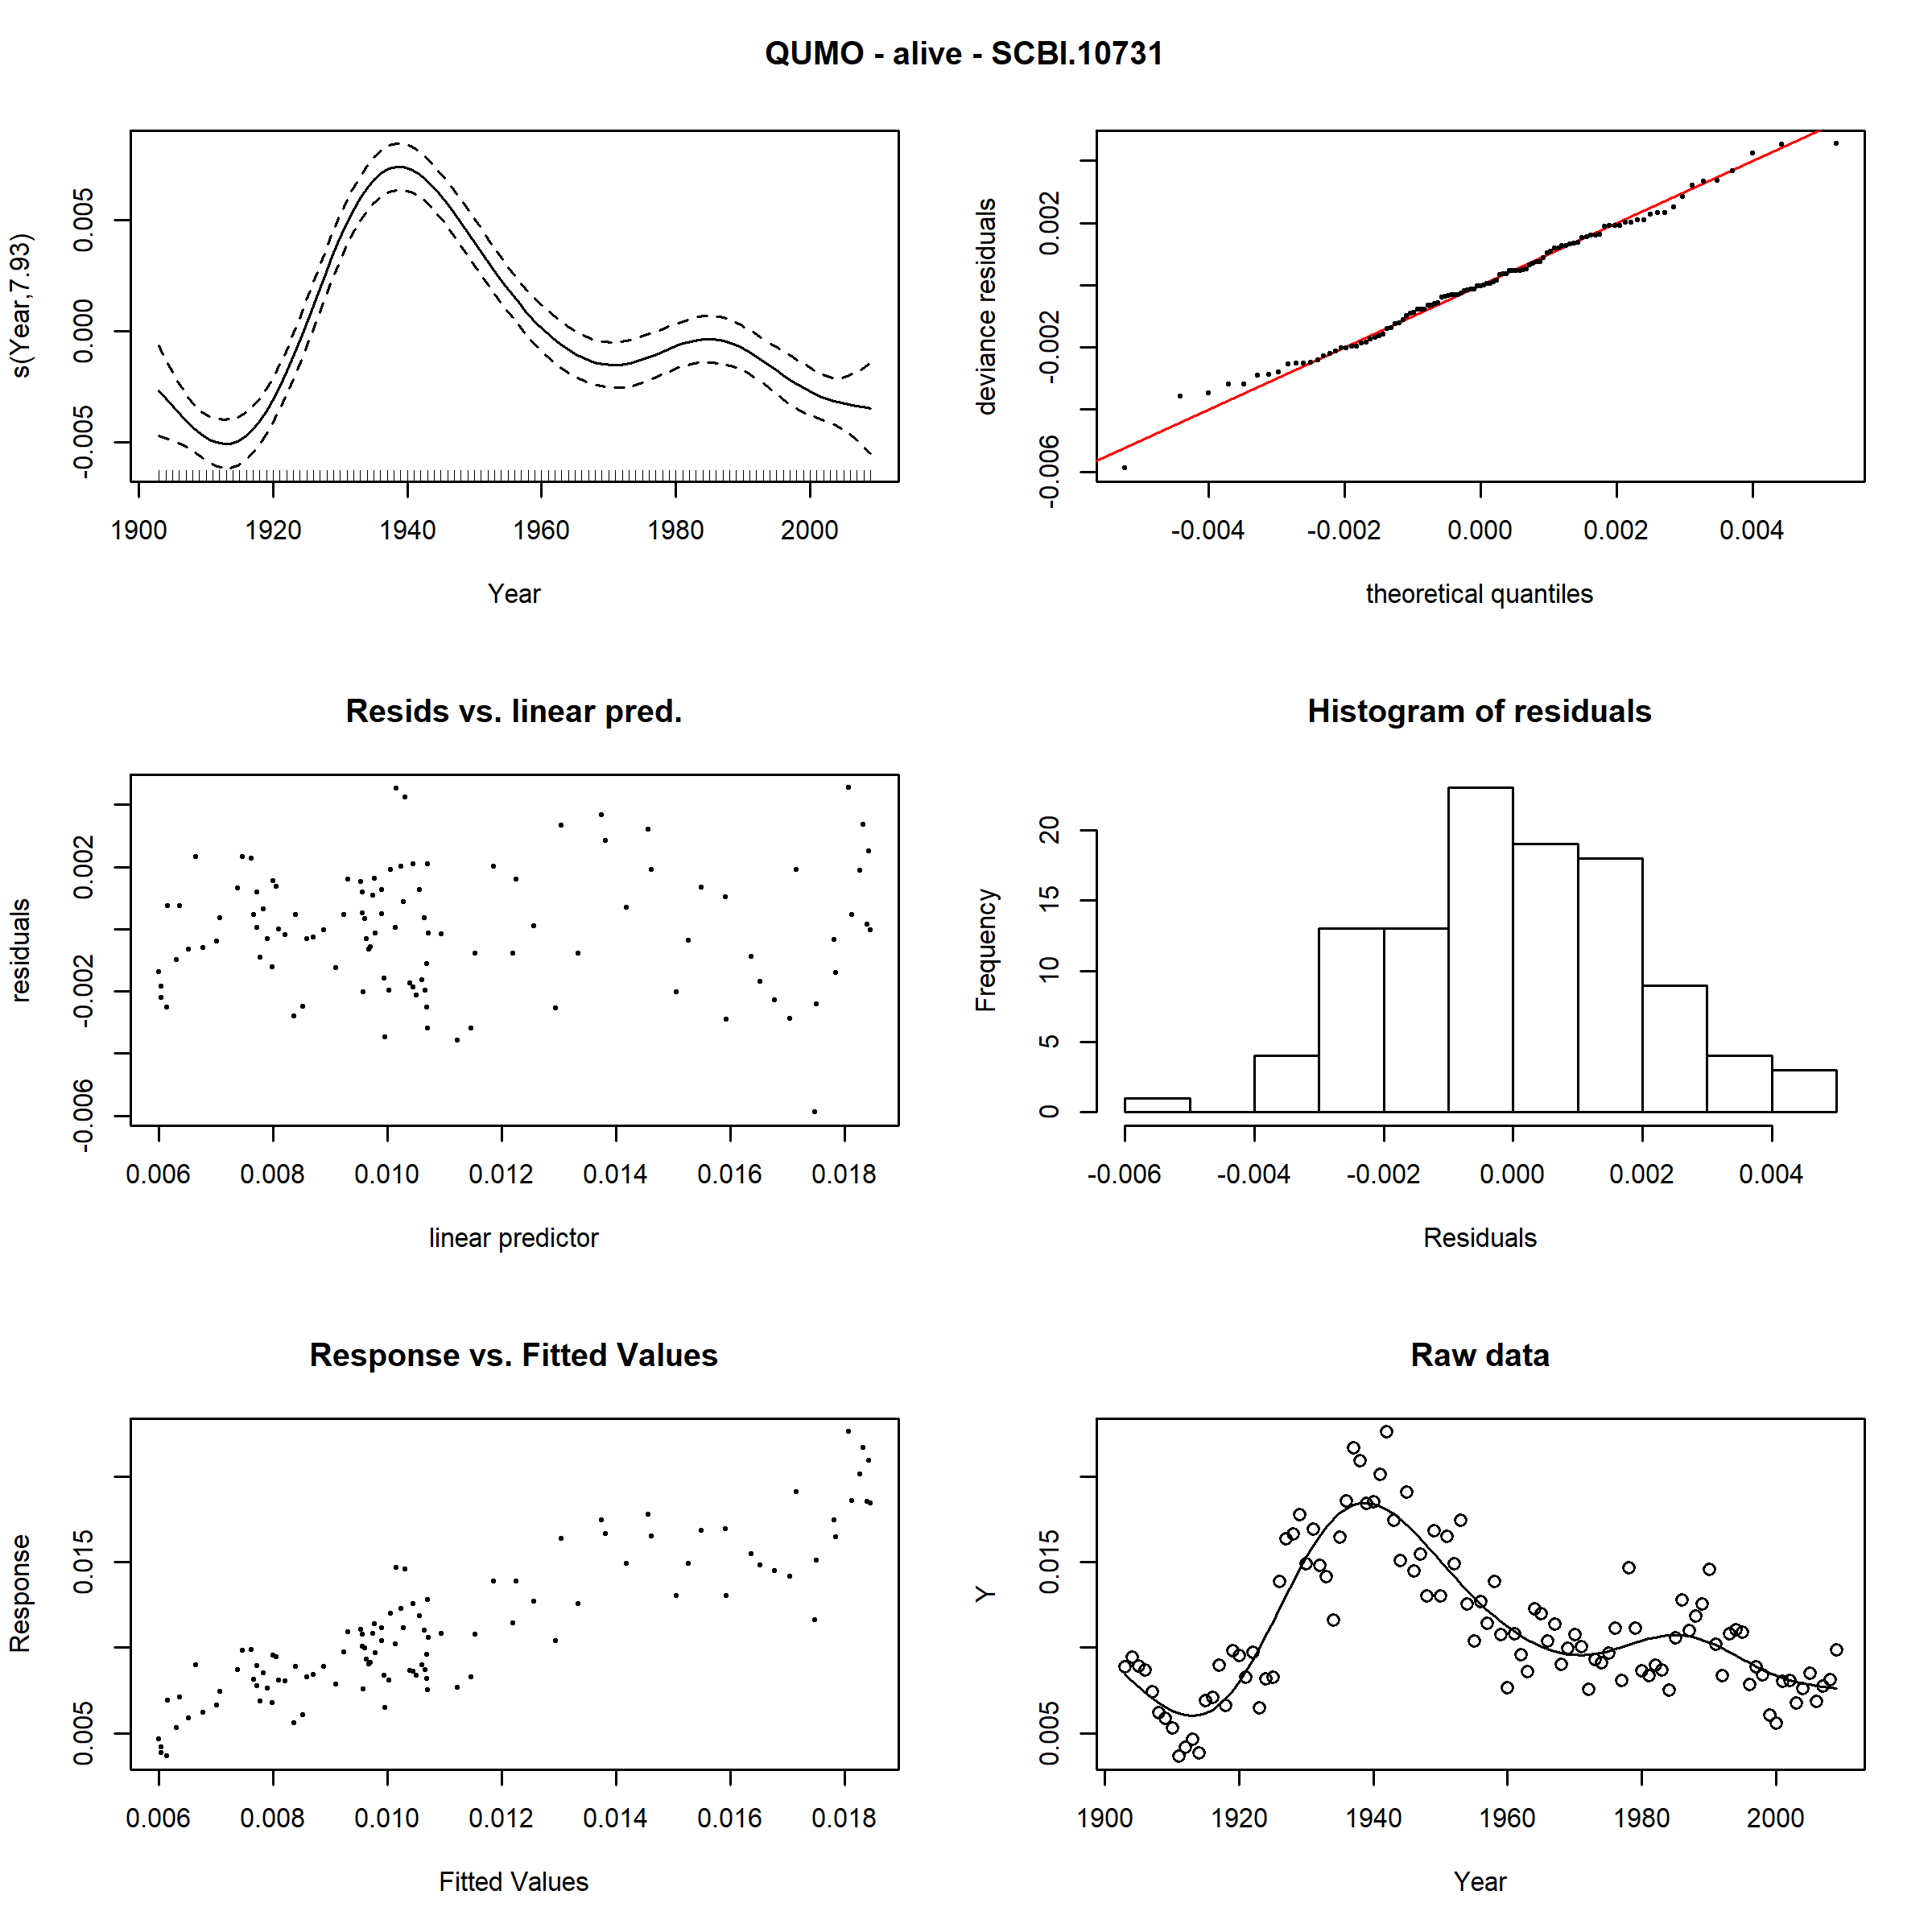 QUMO - alive - SCBI.10731
s(Year,7.93)
0.005
0.000
-0.005
1900 1920 1940 1960 1980 2000
Year
deviance residuals
0.002
-0.002
-0.006
-0.004 -0.002 0.000 0.002 0.004
theoretical quantiles
Resids vs. linear pred.
residuals
0.002
-0.002
-0.006
0.006 0.008 0.010 0.012 0.014 0.016 0.018
linear predictor
Histogram of residuals
Frequency
20
15
10
5
0
-0.006 -0.004 -0.002 0.000 0.002 0.004
Residuals
Response vs. Fitted Values
Response
0.015
0.005
0.006 0.008 0.010 0.012 0.014 0.016 0.018
Fitted Values
Raw data
Y
0.015
0.005
1900 1920 1940 1960 1980 2000
Year